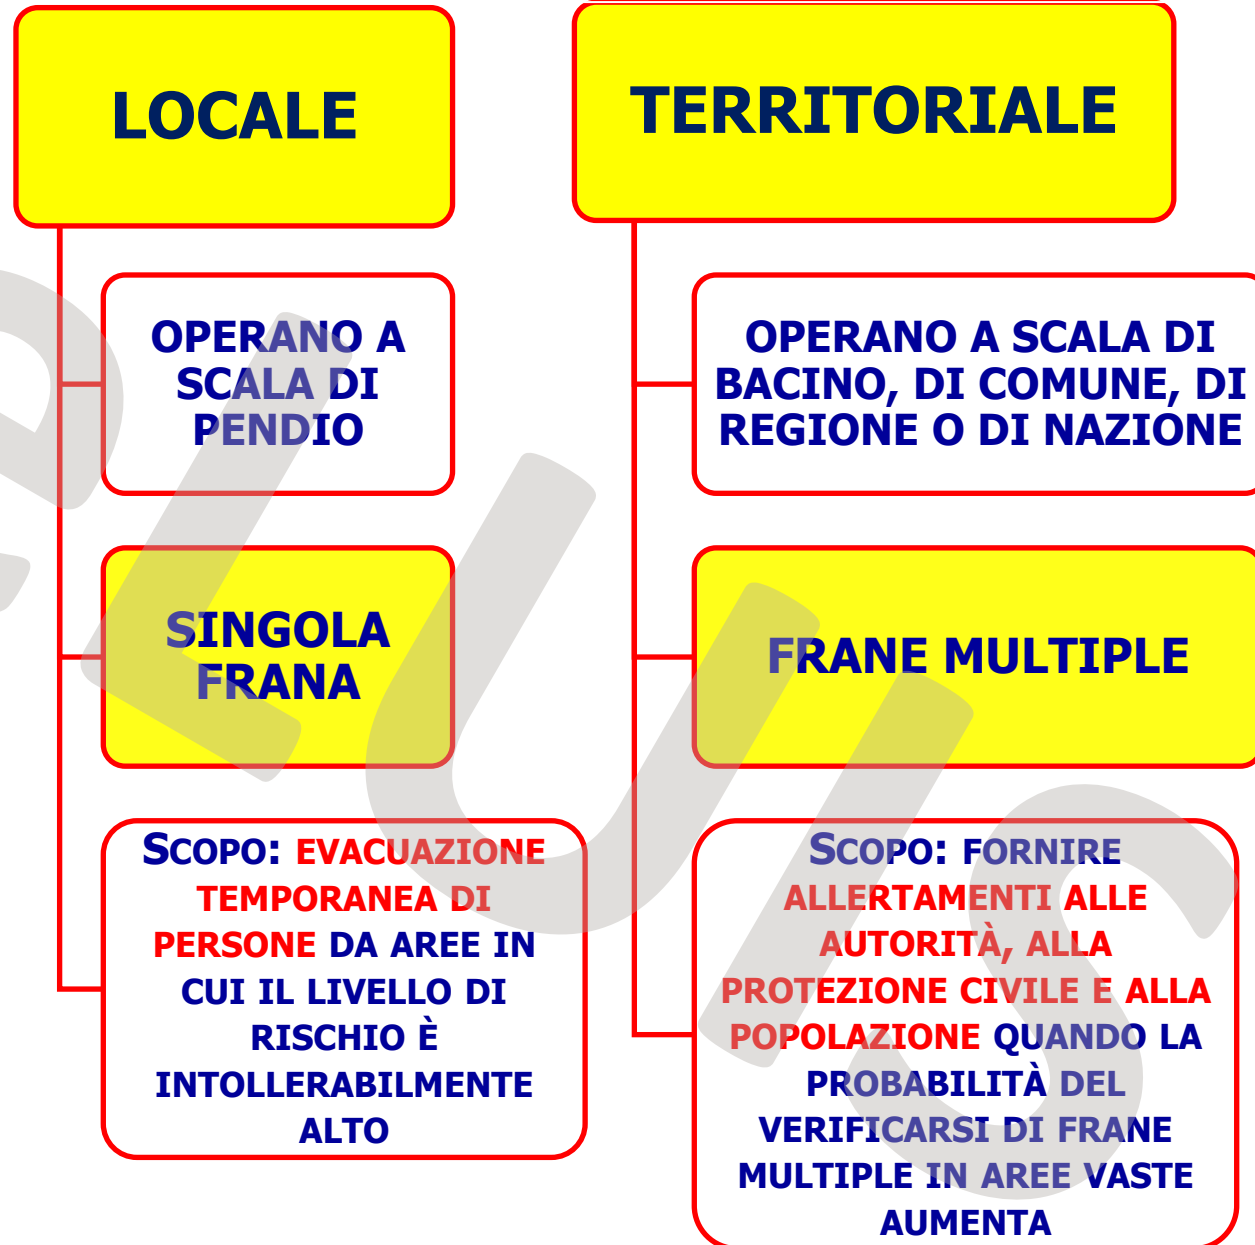 LOCALE
OPERANO A
SCALA DI
PENDIO
SINGOLA
FRANA
SCOPO: EVACUAZIONE
TEMPORANEA DI
PERSONE DA AREE IN
CUI IL LIVELLO DI
RISCHIO È
INTOLLERABILMENTE
ALTO
TERRITORIALE
OPERANO A SCALA DI
BACINO, DI COMUNE, DI
REGIONE O DI NAZIONE
FRANE MULTIPLE
SCOPO: FORNIRE
ALLERTAMENTI ALLE
AUTORITÀ, ALLA
PROTEZIONE CIVILE E ALLA
POPOLAZIONE QUANDO LA
PROBABILITÀ DEL
VERIFICARSI DI FRANE
MULTIPLE IN AREE VASTE
AUMENTA
eLUIS